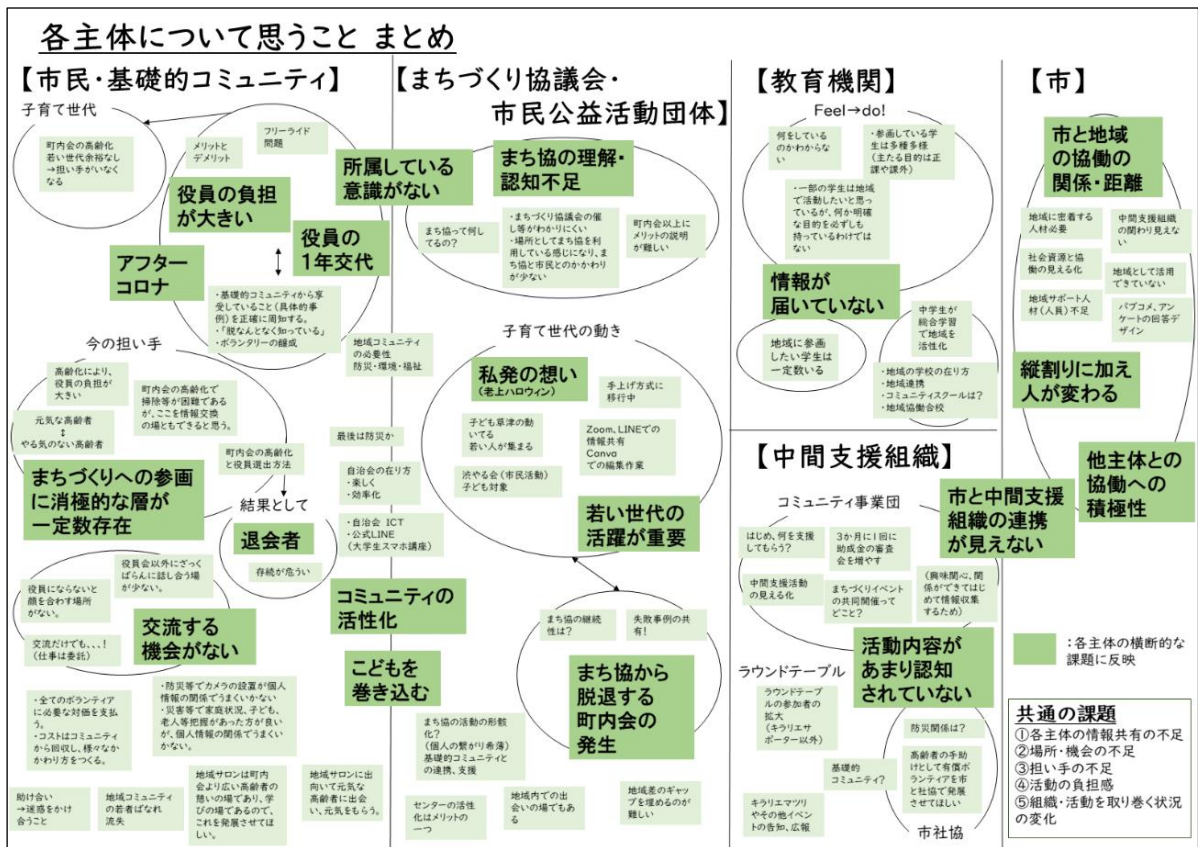 各主体について思うこと まとめ
【市民・基礎的コミュニティ】
子育て世代
町内会の高齢化
若い世代余裕なし
→担い手がいなく
なる
メリットと
デメリット
フリーライド
問題
役員の負担
が大きい
所属している
意識がない
役員の
1年交代
アフター
コロナ
・基礎的コミュニティから享
受していること(具体的事
例)を正確に周知する。
・「脱なんとなく知っている」
・ボランタリーの醸成
地域コミュニティ
の必要性
防災・環境・福祉
今の担い手
高齢化により、
役員の負担が
大きい
町内会の高齢化で
掃除等が困難である
が、ここを情報交換
の場ともできると思う。
元気な高齢者
↕
やる気のない高齢者
町内会の高齢化
と役員選出方法
まちづくりへの参画
に消極的な層が
一定数存在
結果として
退会者
存続が危うい
最後は防災か
自治会の在り方
・楽しく
・効率化
・自治会 ICT
・公式LINE
(大学生スマホ講座)
役員会以外にざっく
ばらんに話し合う場
が少ない。
役員にならないと
顔を合わす場所
がない。
交流だけでも、、、!
(仕事は委託)
交流する
機会がない
コミュニティの
活性化
こどもを
巻き込む
・全てのボランティア
に必要な対価を支払
う。
・コストはコミュニティ
から回収し、様々なか
かわり方をつくる。
・防災等でカメラの設置が個人
情報の関係でうまくいかない
・災害等で家庭状況、子ども、
老人等把握があった方が良い
が、個人情報の関係でうまく
いかない。
助け合い
→迷惑をかけ
合うこと
地域コミュニティ
の若者ばなれ
流失
地域サロンは町内
会より広い高齢者の
憩いの場であり、学
びの場であるので、
これを発展させてほ
しい。
地域サロンに出
向いて元気な
高齢者に出会
い、元気をもらう。
【まちづくり協議会・
市民公益活動団体】
まち協の理解・
認知不足
まち協って何し
てるの?
・まちづくり協議会の催
し等がわかりにくい
・場所としてまち協を利
用している感じになり、ま
ち協と市民とのかかわり
が少ない
町内会以上に
メリットの説明
が難しい
子育て世代の動き
私発の想い
(老上ハロウィン)
手上げ方式に
移行中
子ども草津の動
いてる
若い人が集まる
Zoom、LINEでの
情報共有
Canva
での編集作業
渋やる会(市民活動)
子ども対象
若い世代の
活躍が重要
まち協の継続
性は?
失敗事例の共
有!
まち協から
脱退する
町内会の
発生
まち協の活動の形骸
化?
(個人の繋がり希薄)
基礎的コミュニティと
の連携、支援
センターの活性
化はメリットの
一つ
地域内での出
会いの場でもあ
る
地域差のギャッ
プを埋めるのが
難しい
【教育機関】
Feel→do!
何をしている
のかわからな
い
・参画している学
生は多種多様
(主たる目的は正
課や課外)
・一部の学生は地域
で活動したいと思っ
ているが、何か明確
な目的を必ずしも
持っているわけでは
ない
情報が
届いていない
地域に参画
したい学生は
一定数いる
中学生が
総合学習
で地域を
活性化
・地域の学校の在り方
・地域連携
・コミュニティスクールは?
・地域協働合校
【中間支援組織】
コミュニティ事業団
はじめ、何を支援
してもらう?
3か月に1回に
助成金の審査
会を増やす
中間支援活動
の見える化
まちづくりイベント
の共同開催って
どこと?
(興味関心、関
係ができてはじ
めて情報収集
するため)
市と中間支援
組織の連携
が見えない
活動内容が
あまり認知
されていない
ラウンドテーブル
ラウンドテーブ
ルの参加者の
拡大
(キラリエサ
ポーター以外)
基礎的
コミュニティ?
キラリエマツリ
やその他イベン
トの告知、広報
防災関係は?
高齢者の手助
けとして有償ボ
ランティアを市
と社協で発展
させてほしい
市社協
【市】
市と地域
の協働の
関係・距離
地域に密着する
人材必要
中間支援組織
の関わり見えな
い
社会資源と協
働の見える化
地域として活用
できていない
地域サポート人
材(人員)不足
パブコメ、アン
ケートの回答デ
ザイン
縦割りに加え
人が変わる
他主体との
協働への
積極性
:各主体の横断的な
課題に反映
共通の課題
①各主体の情報共有の不足
②場所・機会の不足
③担い手の不足
④活動の負担感
⑤組織・活動を取り巻く状況
の変化